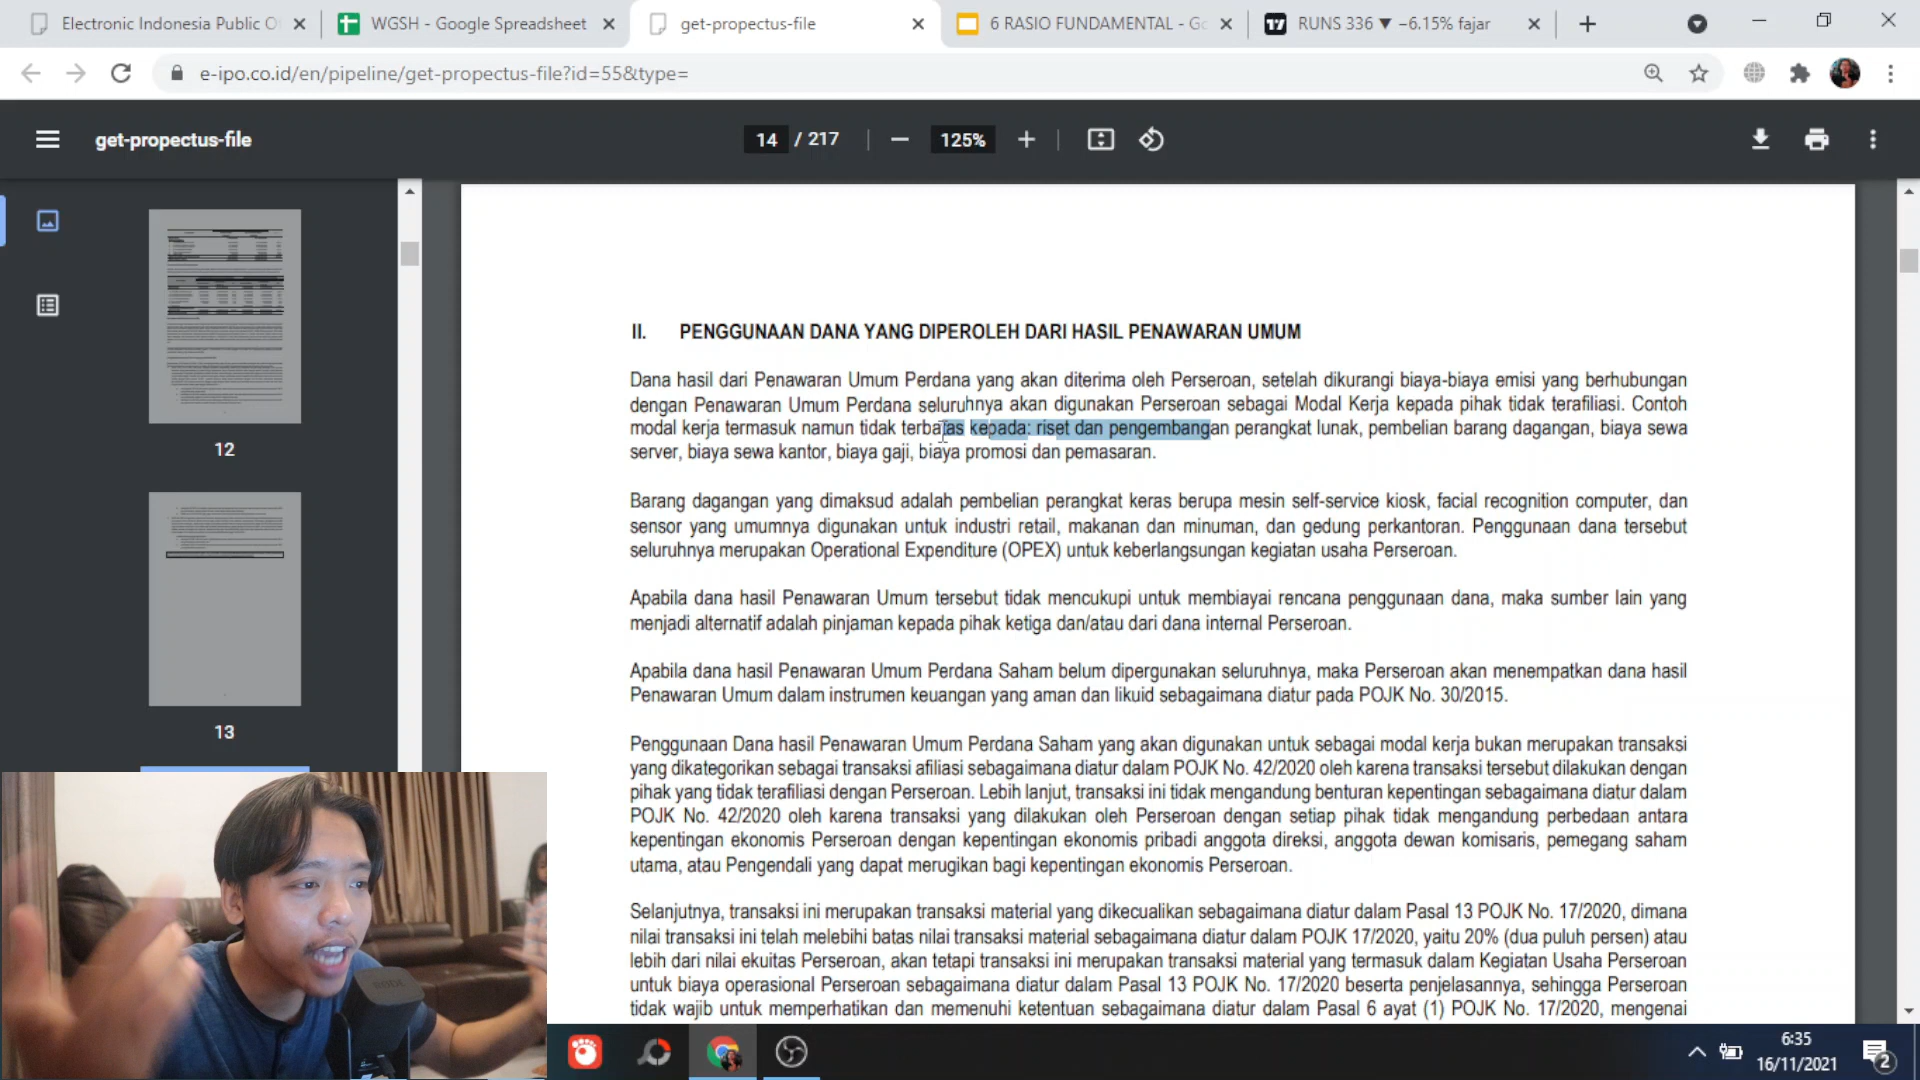 Electronic Indonesia Public O
WGSH - Google Spreadsheet
get-propectus-file
6 RASIO FUNDAMENTAL - Go
RUNS 336 ▼ −6.15% fajar
e-ipo.co.id/en/pipeline/get-propectus-file?id=55&type=
get-propectus-file
14 / 217
125%
12
13
II. PENGGUNAAN DANA YANG DIPEROLEH DARI HASIL PENAWARAN UMUM
Dana hasil dari Penawaran Umum Perdana yang akan diterima oleh Perseroan, setelah dikurangi biaya-biaya emisi yang berhubungan
dengan Penawaran Umum Perdana seluruhnya akan digunakan Perseroan sebagai Modal Kerja kepada pihak tidak terafiliasi. Contoh
modal kerja termasuk namun tidak terbatas kepada: riset dan pengembangan perangkat lunak, pembelian barang dagangan, biaya sewa
server, biaya sewa kantor, biaya gaji, biaya promosi dan pemasaran.
Barang dagangan yang dimaksud adalah pembelian perangkat keras berupa mesin self-service kiosk, facial recognition computer, dan
sensor yang umumnya digunakan untuk industri retail, makanan dan minuman, dan gedung perkantoran. Penggunaan dana tersebut
seluruhnya merupakan Operational Expenditure (OPEX) untuk keberlangsungan kegiatan usaha Perseroan.
Apabila dana hasil Penawaran Umum tersebut tidak mencukupi untuk membiayai rencana penggunaan dana, maka sumber lain yang
menjadi alternatif adalah pinjaman kepada pihak ketiga dan/atau dari dana internal Perseroan.
Apabila dana hasil Penawaran Umum Perdana Saham belum dipergunakan seluruhnya, maka Perseroan akan menempatkan dana hasil
Penawaran Umum dalam instrumen keuangan yang aman dan likuid sebagaimana diatur pada POJK No. 30/2015.
Penggunaan Dana hasil Penawaran Umum Perdana Saham yang akan digunakan untuk sebagai modal kerja bukan merupakan transaksi
yang dikategorikan sebagai transaksi afiliasi sebagaimana diatur dalam POJK No. 42/2020 oleh karena transaksi tersebut dilakukan dengan
pihak yang tidak terafiliasi dengan Perseroan. Lebih lanjut, transaksi ini tidak mengandung benturan kepentingan sebagaimana diatur dalam
POJK No. 42/2020 oleh karena transaksi yang dilakukan oleh Perseroan dengan setiap pihak tidak mengandung perbedaan antara
kepentingan ekonomis Perseroan dengan kepentingan ekonomis pribadi anggota direksi, anggota dewan komisaris, pemegang saham
utama, atau Pengendali yang dapat merugikan bagi kepentingan ekonomis Perseroan.
Selanjutnya, transaksi ini merupakan transaksi material yang dikecualikan sebagaimana diatur dalam Pasal 13 POJK No. 17/2020, dimana
nilai transaksi ini telah melebihi batas nilai transaksi material sebagaimana diatur dalam POJK 17/2020, yaitu 20% (dua puluh persen) atau
lebih dari nilai ekuitas Perseroan, akan tetapi transaksi ini merupakan transaksi material yang termasuk dalam Kegiatan Usaha Perseroan
untuk biaya operasional Perseroan sebagaimana diatur dalam Pasal 13 POJK No. 17/2020 beserta penjelasannya, sehingga Perseroan
tidak wajib untuk memperhatikan dan memenuhi ketentuan sebagaimana diatur dalam Pasal 6 ayat (1) POJK No. 17/2020, mengenai
6:35
16/11/2021
2